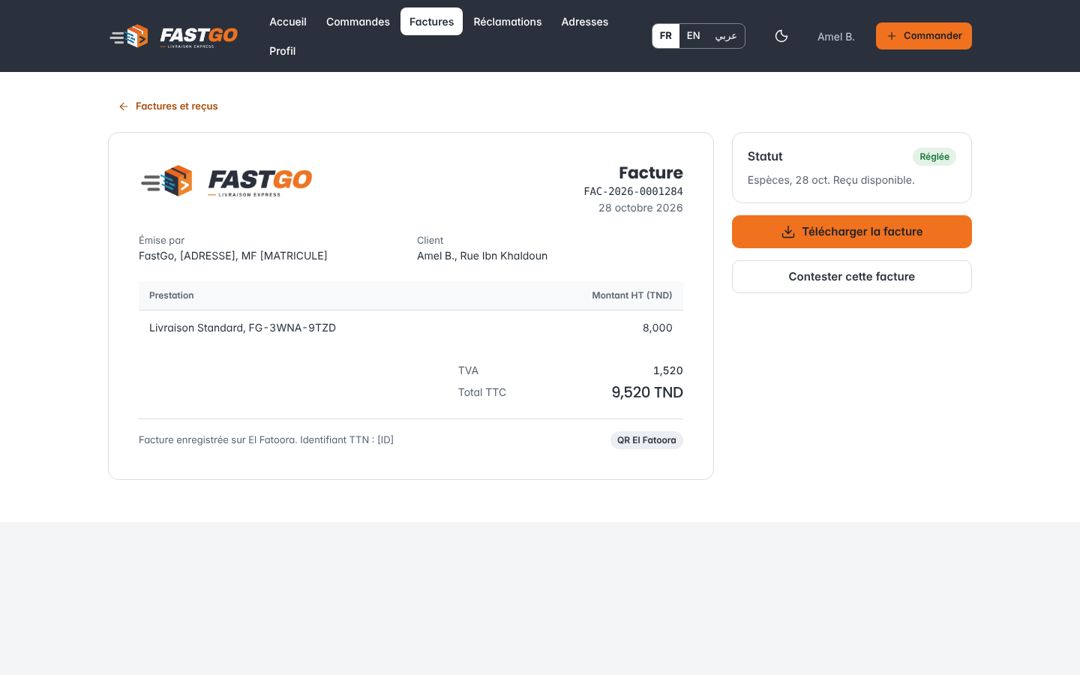 FASTGO
LIVRAISON EXPRESS
Accueil Commandes Factures Réclamations Adresses
Profil
FR EN عربي
Amel B.
Commander
Factures et reçus
FASTGO
LIVRAISON EXPRESS
Facture
FAC-2026-0001284
28 octobre 2026
Émise par
FastGo, [ADRESSE], MF [MATRICULE]
Client
Amel B., Rue Ibn Khaldoun
Prestation Montant HT (TND)
Livraison Standard, FG-3WNA-9TZD 8,000
TVA 1,520
Total TTC 9,520 TND
Facture enregistrée sur El Fatoora. Identifiant TTN : [ID] QR El Fatoora
Statut Réglée
Espèces, 28 oct. Reçu disponible.
Télécharger la facture
Contester cette facture